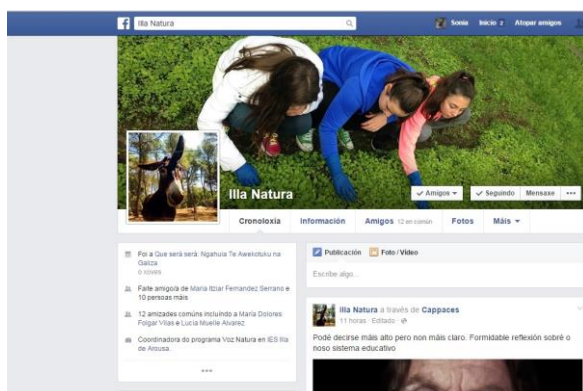 Illa Natura
Sonia Inicio 2 Atopar amigos
Illa Natura
Amigos Seguindo Mensaxe
Cronoloxía Información Amigos 12 en común Fotos Máis
Foi a Que será será: Ngahuia Te Awekotuku na
Galiza
Faite amigo/a de Maria Itziar Fernandez Serrano e
10 persoas máis
12 amizades comúns incluíndo a María Dolores
Folgar Vilas e Lucía Muelle Alvarez
Coordinadora do programa Voz Natura en IES Illa
de Arousa.
Publicación Foto / Vídeo
Escribe algo...
Illa Natura a través de Cappaces
11 horas · Editado ·
Podé decirse máis alto pero non máis claro. Formidable reflexión sobré o
noso sistema educativo